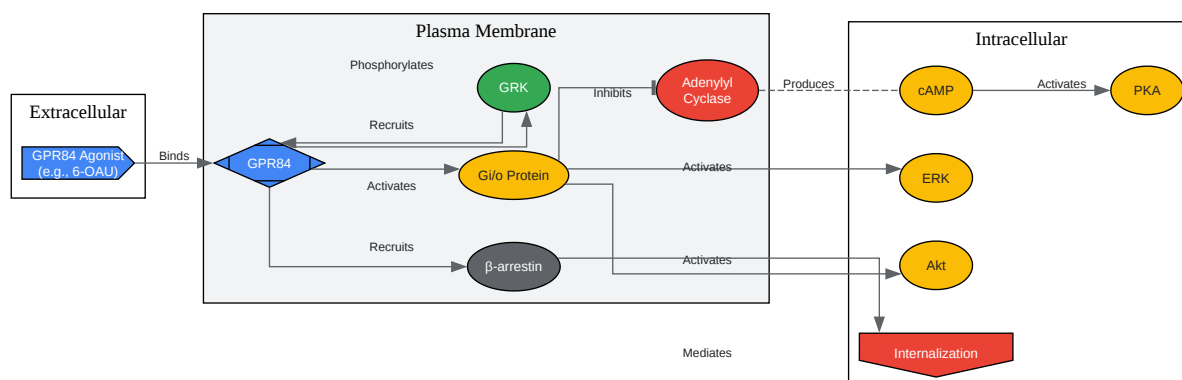 Plasma Membrane
Intracellular
Extracellular
Phosphorylates
GRK
Inhibits
Adenylyl
Cyclase
Produces
cAMP
Activates
PKA
Recruits
GPR84 Agonist
(e.g., 6-OAU)
Binds
GPR84
Activates
Gi/o Protein
Activates
ERK
Recruits
β-arrestin
Activates
Akt
Mediates
Internalization